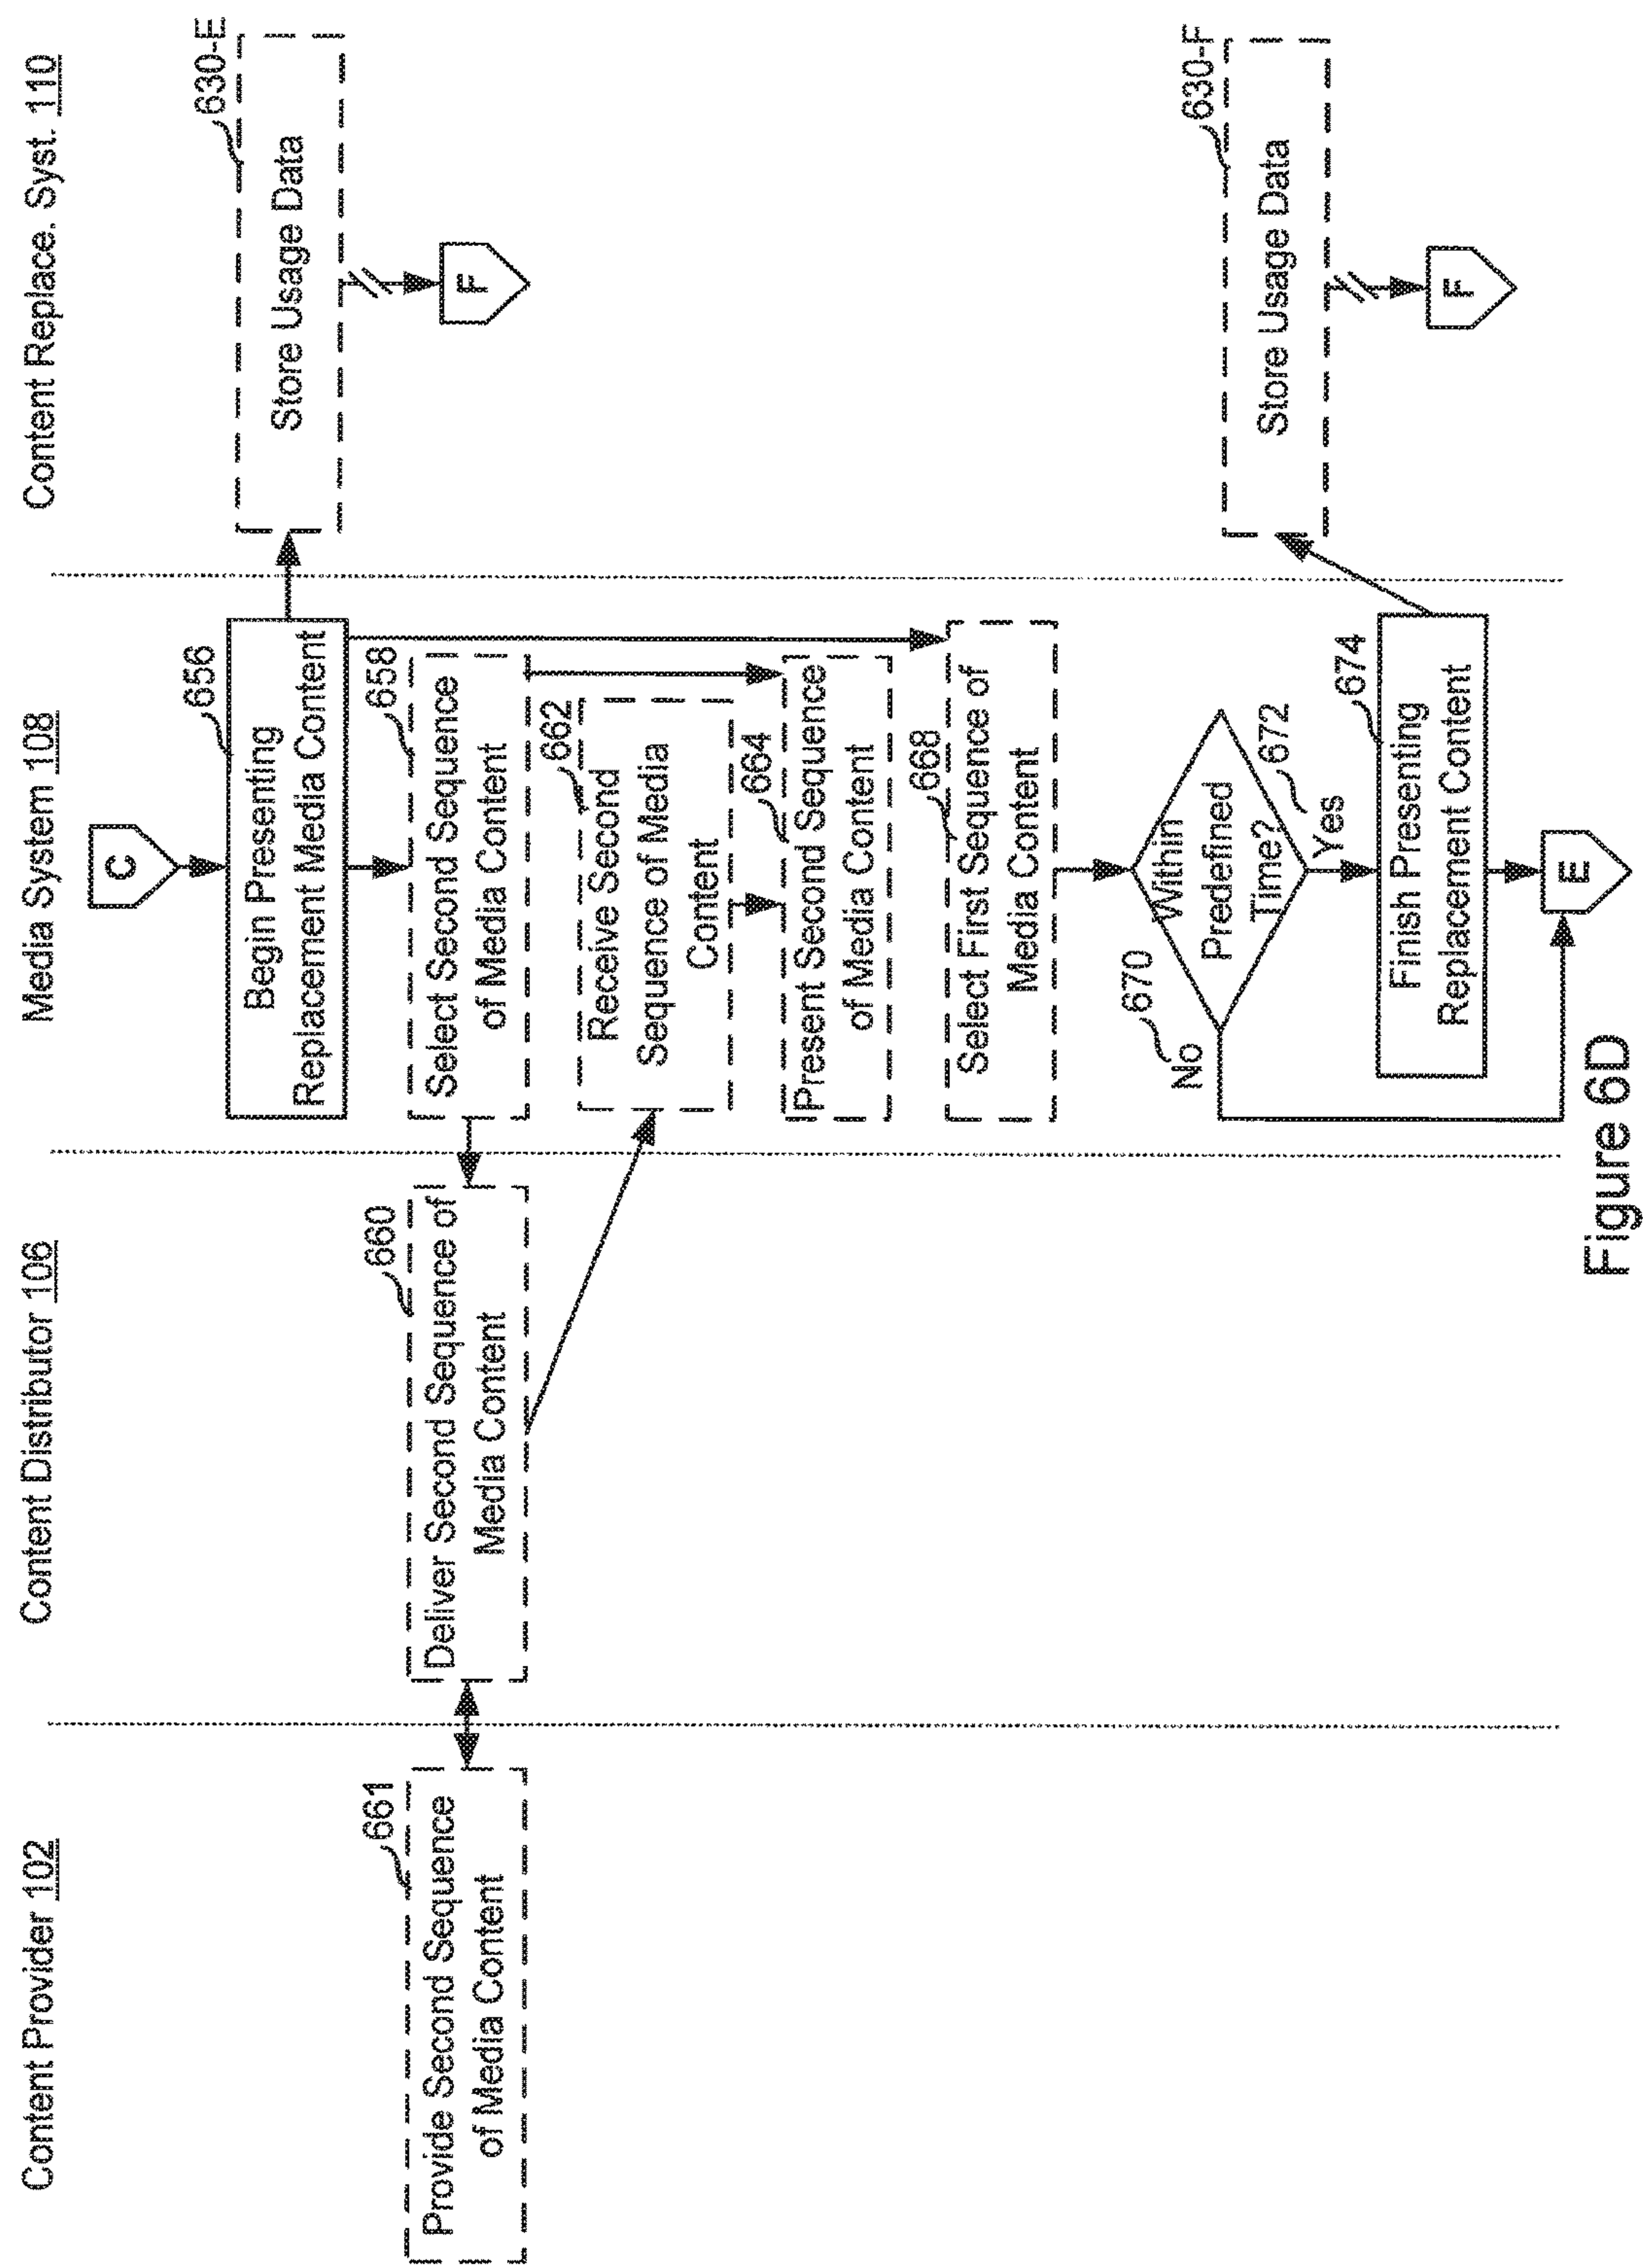 Content Provider 102
Content Distributor 106
Media System 108
Content Replace. Syst. 110
C
656
Begin Presenting
Replacement Media Content
630-E
Store Usage Data
F
661
Provide Second Sequence
of Media Content
660
Deliver Second Sequence of
Media Content
658
Select Second Sequence
of Media Content
662
Receive Second
Sequence of Media
Content
664
Present Second Sequence
of Media Content
668
Select First Sequence of
Media Content
Within
Predefined
Time?
670
No
672
Yes
674
Finish Presenting
Replacement Content
630-F
Store Usage Data
F
E
Figure 6D